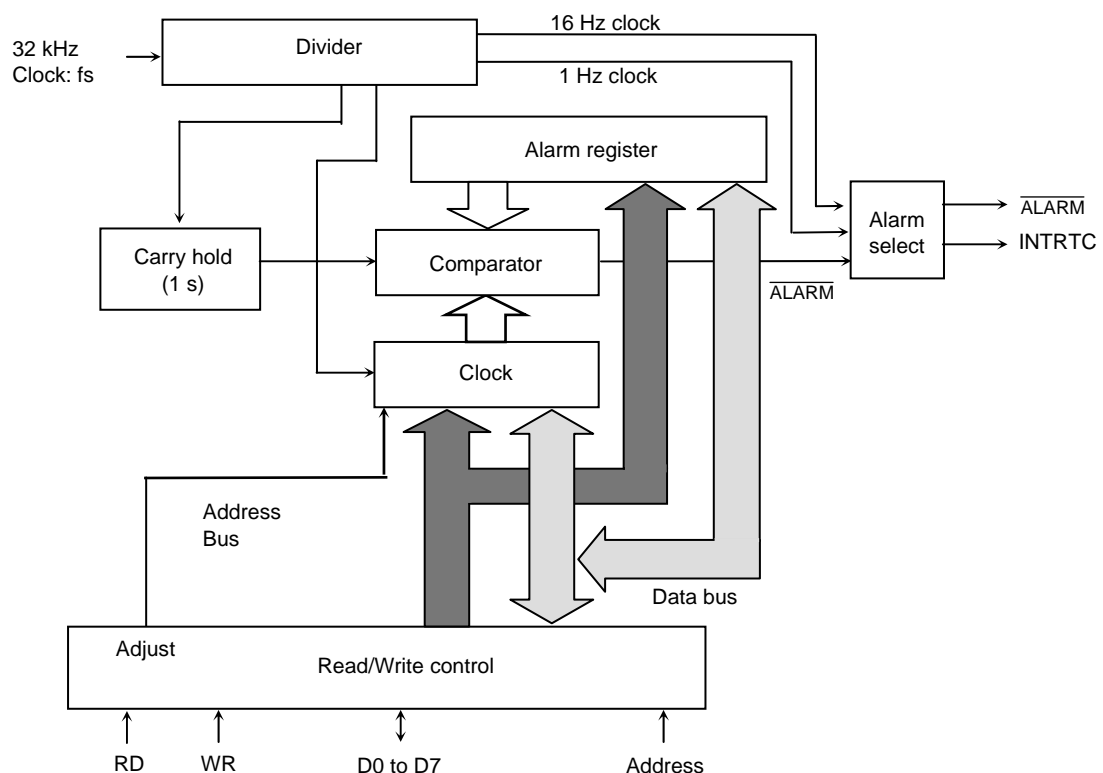 16 Hz clock
32 kHz
Clock: fs
Divider
1 Hz clock
Alarm register
Carry hold
(1 s)
Comparator
Alarm
select
ALARM
INTRTC
ALARM
Clock
Address
Bus
Data bus
Adjust
Read/Write control
RD
WR
D0 to D7
Address